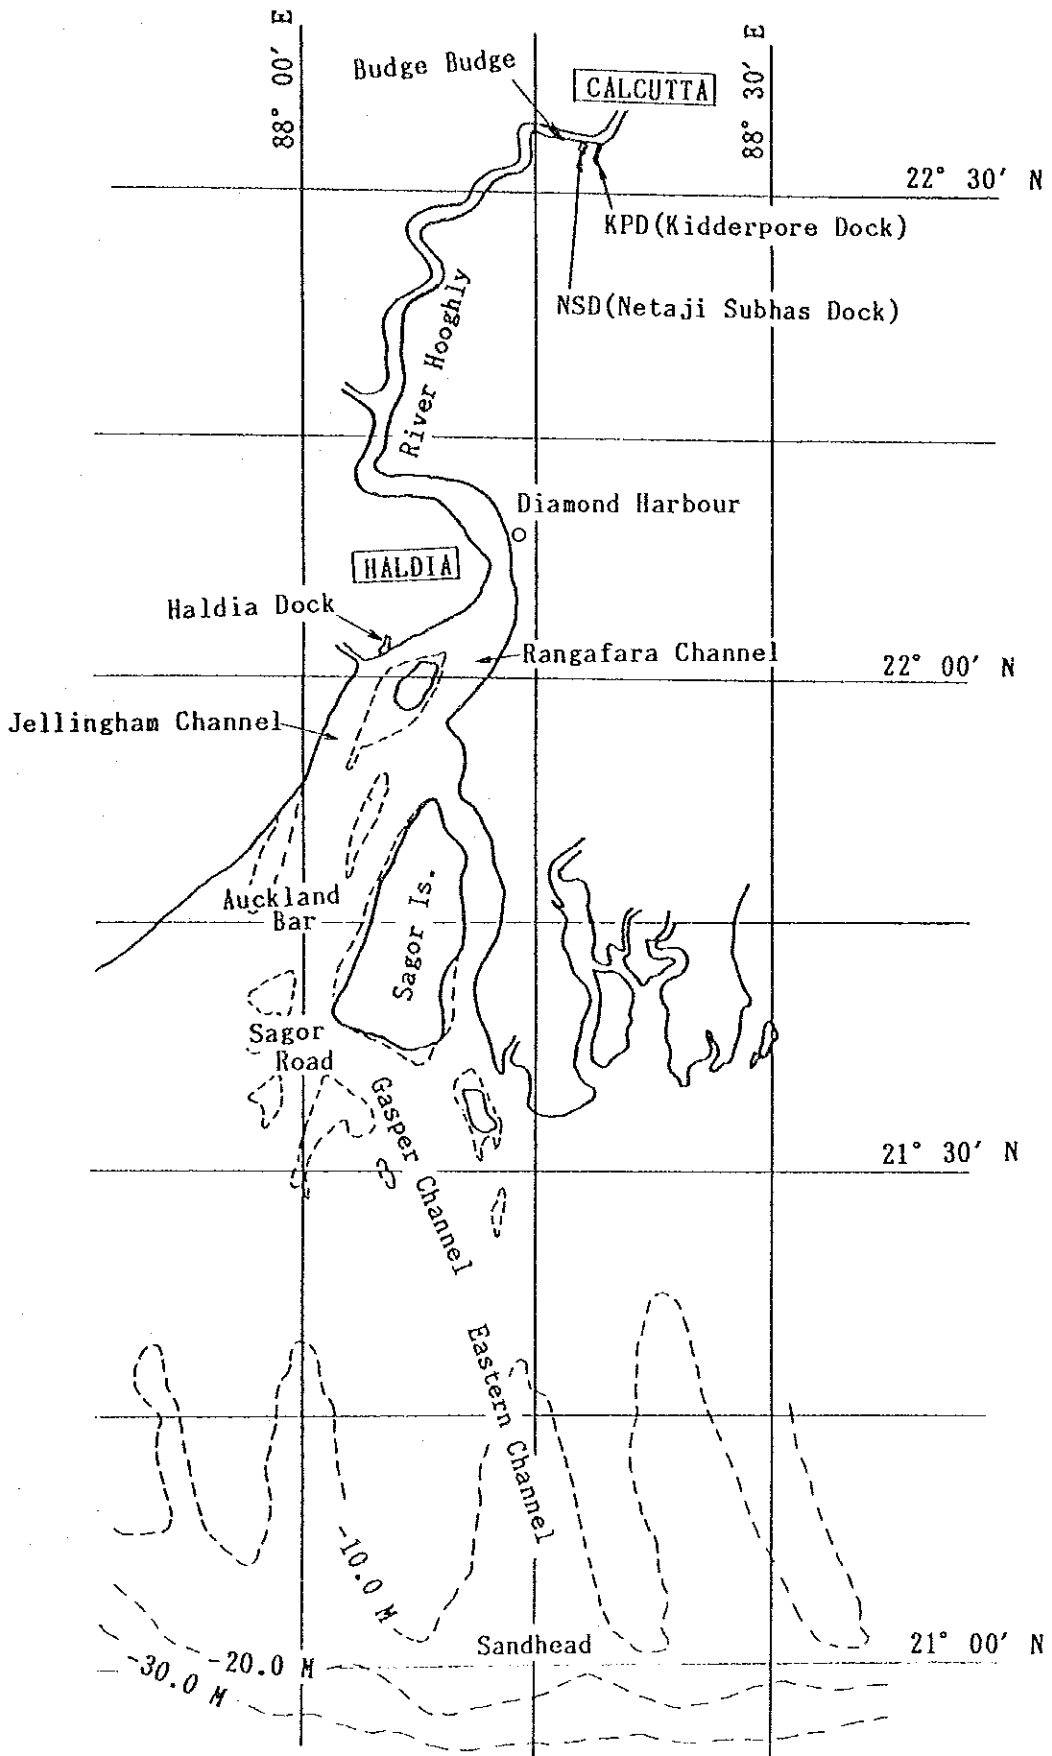 88° 00′ E
Budge Budge
CALCUTTA
88° 30′ E
22° 30′ N
KPD(Kidderpore Dock)
NSD(Netaji Subhas Dock)
River Hooghly
Diamond Harbour
HALDIA
Haldia Dock
Rangafara Channel
22° 00′ N
Jellingham Channel
Auckland
Bar
Sagor Is.
Sagor
Road
Gasper Channel
21° 30′ N
Eastern Channel
-10.0 M
Sandhead
21° 00′ N
-20.0 M
-30.0 M